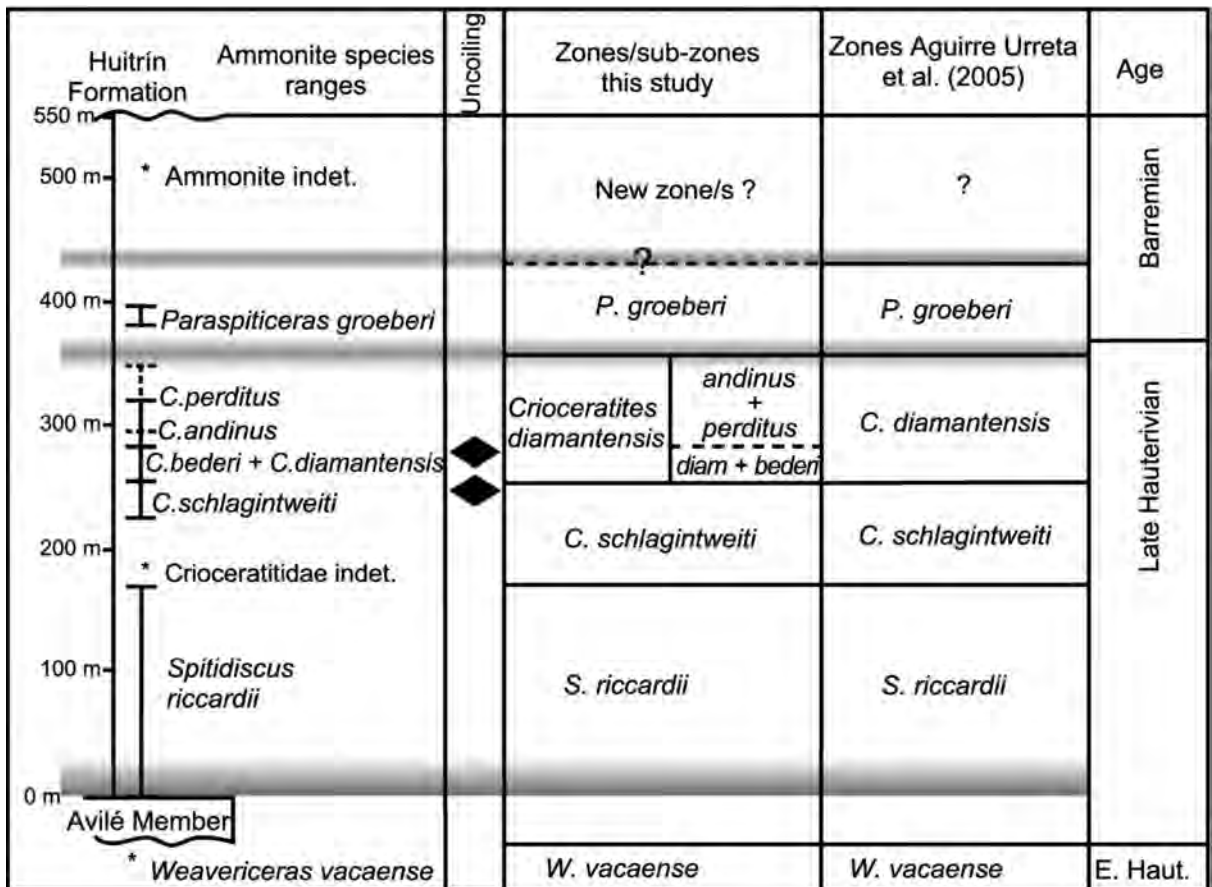 Huitrín
Formation
Ammonite species
ranges
Uncoiling
Zones/sub-zones
this study
Zones Aguirre Urreta
et al. (2005)
Age
550 m
500 m
* Ammonite indet.
New zone/s ?
?
Barremian
?
400 m
Paraspiticeras groeberi
P. groeberi
P. groeberi
C.perditus
300 m
C.andinus
C.bederi + C.diamantensis
C.schlagintweiti
Crioceratites
diamantensis
andinus
+
perditus
diam + bederi
C. diamantensis
Late Hauterivian
200 m
* Crioceratitidae indet.
C. schlagintweiti
C. schlagintweiti
100 m
Spitidiscus
riccardii
S. riccardii
S. riccardii
0 m
Avilé Member
* Weavericeras vacaense
W. vacaense
W. vacaense
E. Haut.